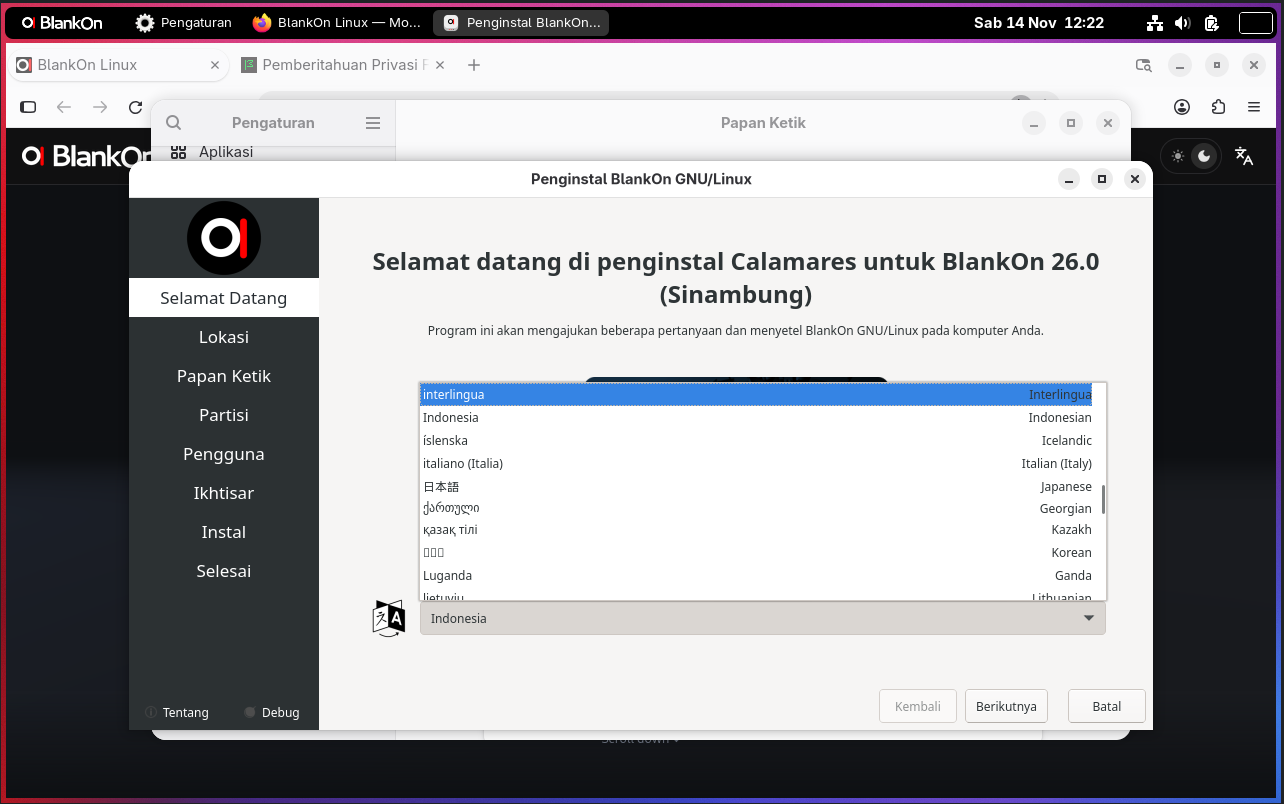 BlankOn
Pengaturan
BlankOn Linux — Mo...
Penginstal BlankOn...
Sab 14 Nov 12:22
BlankOn Linux
Pemberitahuan Privasi F
BlankOn
Pengaturan
Papan Ketik
Aplikasi
Penginstal BlankOn GNU/Linux
Selamat Datang
Lokasi
Papan Ketik
Partisi
Pengguna
Ikhtisar
Instal
Selesai
Tentang
Debug
Selamat datang di penginstal Calamares untuk BlankOn 26.0
(Sinambung)
Program ini akan mengajukan beberapa pertanyaan dan menyetel BlankOn GNU/Linux pada komputer Anda.
interlingua Interlingua
Indonesia Indonesian
íslenska Icelandic
italiano (Italia) Italian (Italy)
日本語 Japanese
ქართული Georgian
қазақ тілі Kazakh
Korean
Luganda Ganda
lietuvių Lithuanian
Indonesia
Kembali
Berikutnya
Batal
Scroll down